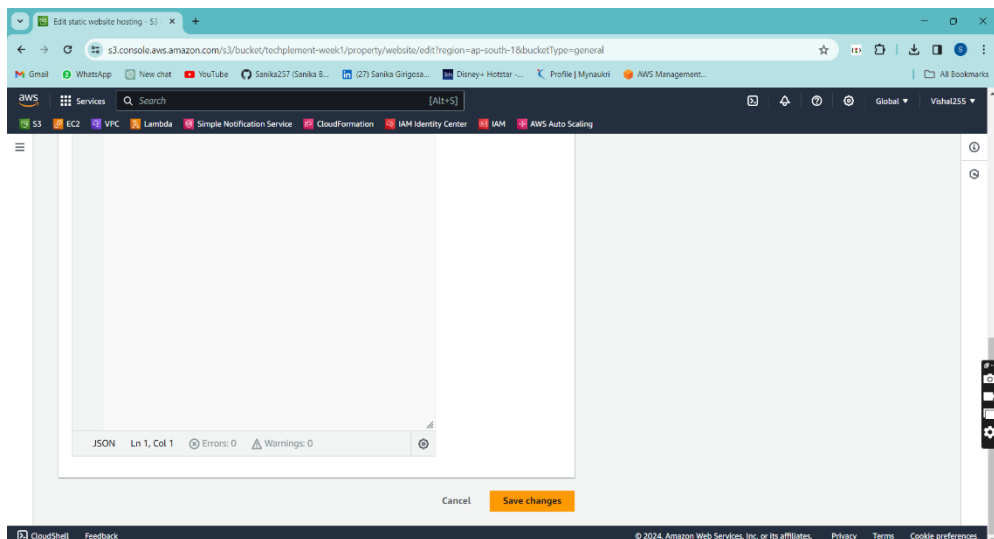 Edit static website hosting - S3
s3.console.aws.amazon.com/s3/bucket/techplement-week1/property/website/edit?region=ap-south-1&bucketType=general
Gmail WhatsApp New chat YouTube Sanika257 (Sanika B... (27) Sanika Girigosa... Disney+ Hotstar -... Profile | Mynaukri AWS Management... All Bookmarks
aws Services Search [Alt+S] Global Vishal255
S3 EC2 VPC Lambda Simple Notification Service CloudFormation IAM Identity Center IAM AWS Auto Scaling
JSON Ln 1, Col 1 Errors: 0 Warnings: 0
Cancel Save changes
CloudShell Feedback © 2024, Amazon Web Services, Inc. or its affiliates. Privacy Terms Cookie preferences